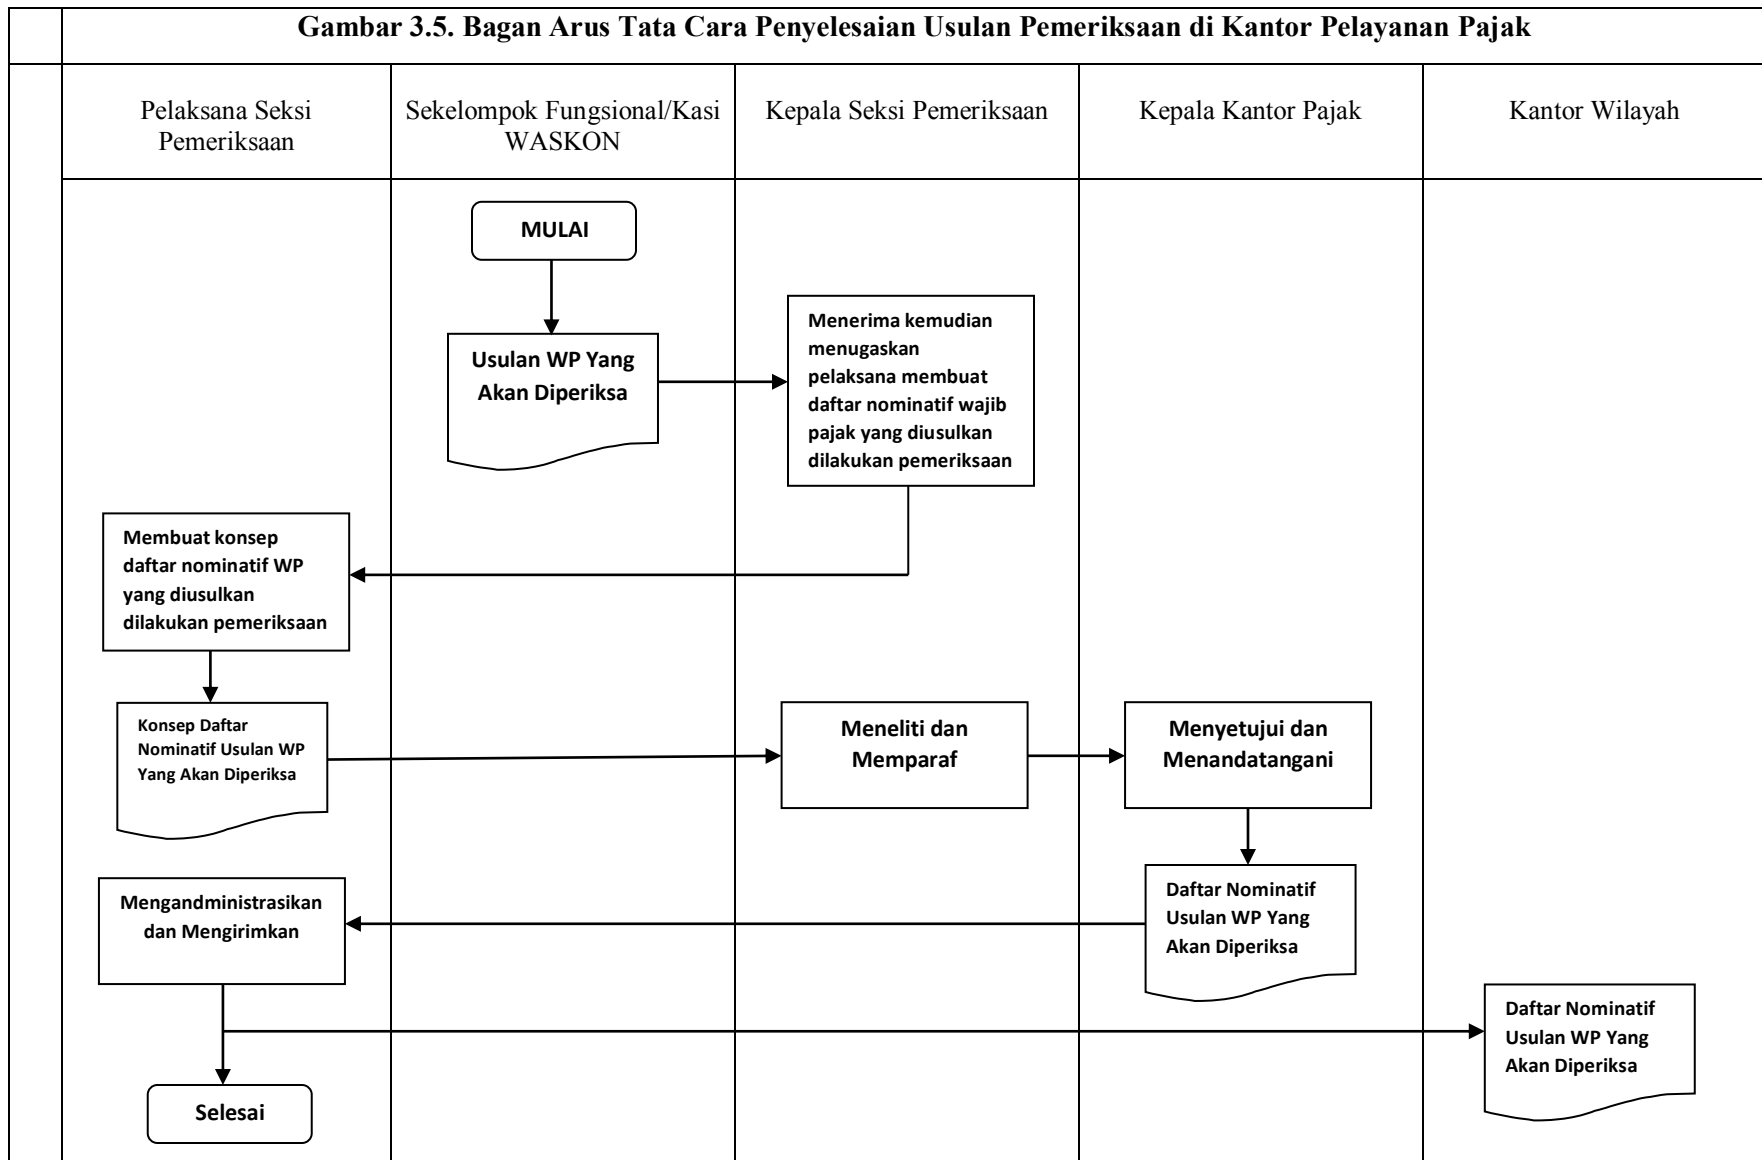 Gambar 3.5. Bagan Arus Tata Cara Penyelesaian Usulan Pemeriksaan di Kantor Pelayanan Pajak
Pelaksana Seksi
Pemeriksaan
Sekelompok Fungsional/Kasi
WASKON
Kepala Seksi Pemeriksaan
Kepala Kantor Pajak
Kantor Wilayah
MULAI
Usulan WP Yang
Akan Diperiksa
Menerima kemudian
menugaskan
pelaksana membuat
daftar nominatif wajib
pajak yang diusulkan
dilakukan pemeriksaan
Membuat konsep
daftar nominatif WP
yang diusulkan
dilakukan pemeriksaan
Konsep Daftar
Nominatif Usulan WP
Yang Akan Diperiksa
Meneliti dan
Memparaf
Menyetujui dan
Menandatangani
Daftar Nominatif
Usulan WP Yang
Akan Diperiksa
Mengandministrasikan
dan Mengirimkan
Daftar Nominatif
Usulan WP Yang
Akan Diperiksa
Selesai